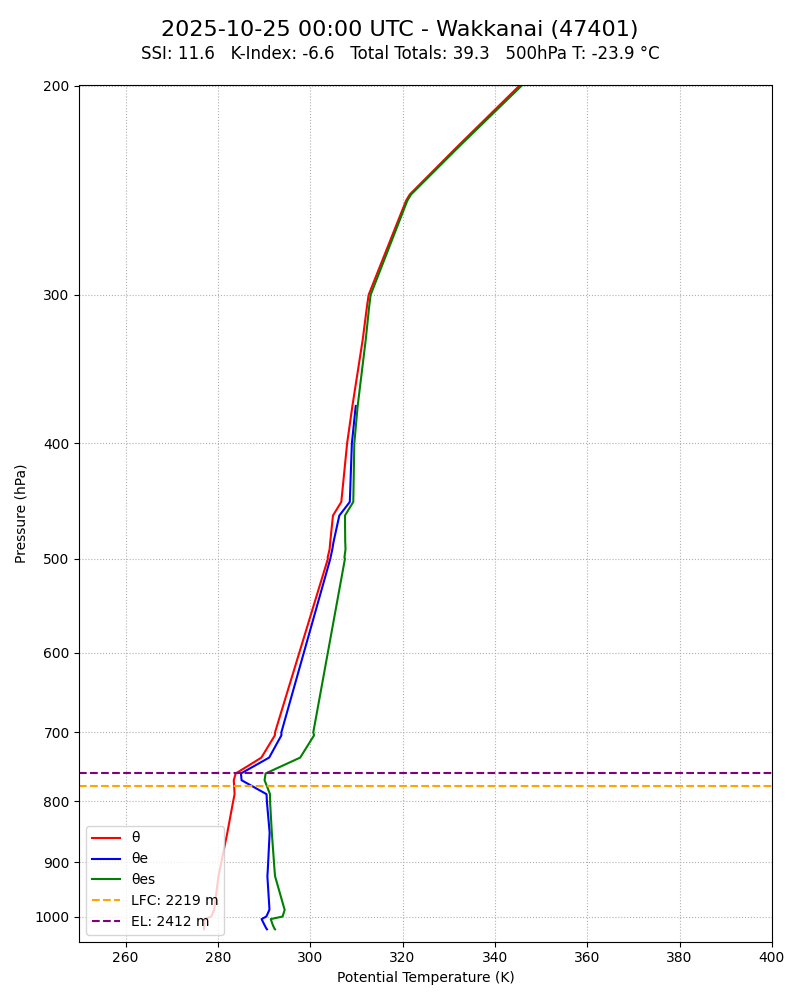 2025-10-25 00:00 UTC - Wakkanai (47401)
SSI: 11.6   K-Index: -6.6   Total Totals: 39.3   500hPa T: -23.9 °C
200
300
400
500
600
700
800
900
1000
Pressure (hPa)
θ
θe
θes
LFC: 2219 m
EL: 2412 m
260
280
300
320
340
360
380
400
Potential Temperature (K)